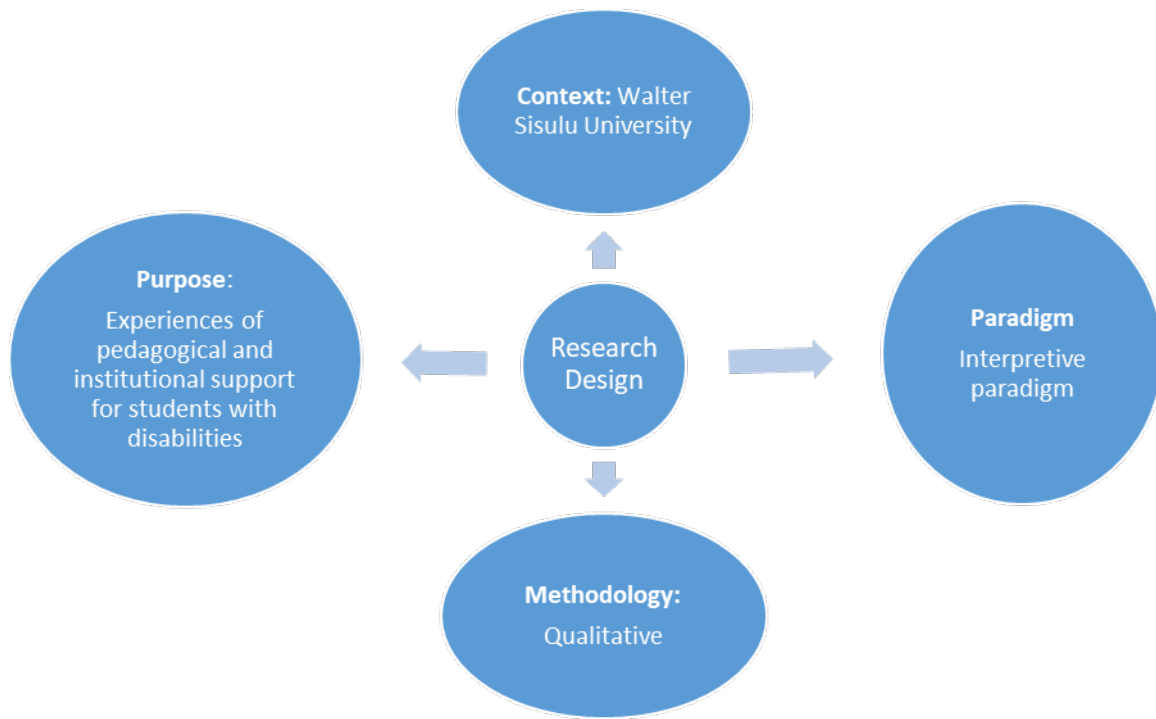 Context: Walter
Sisulu University
Purpose:
Experiences of
pedagogical and
institutional support
for students with
disabilities
Research
Design
Paradigm
Interpretive
paradigm
Methodology:
Qualitative